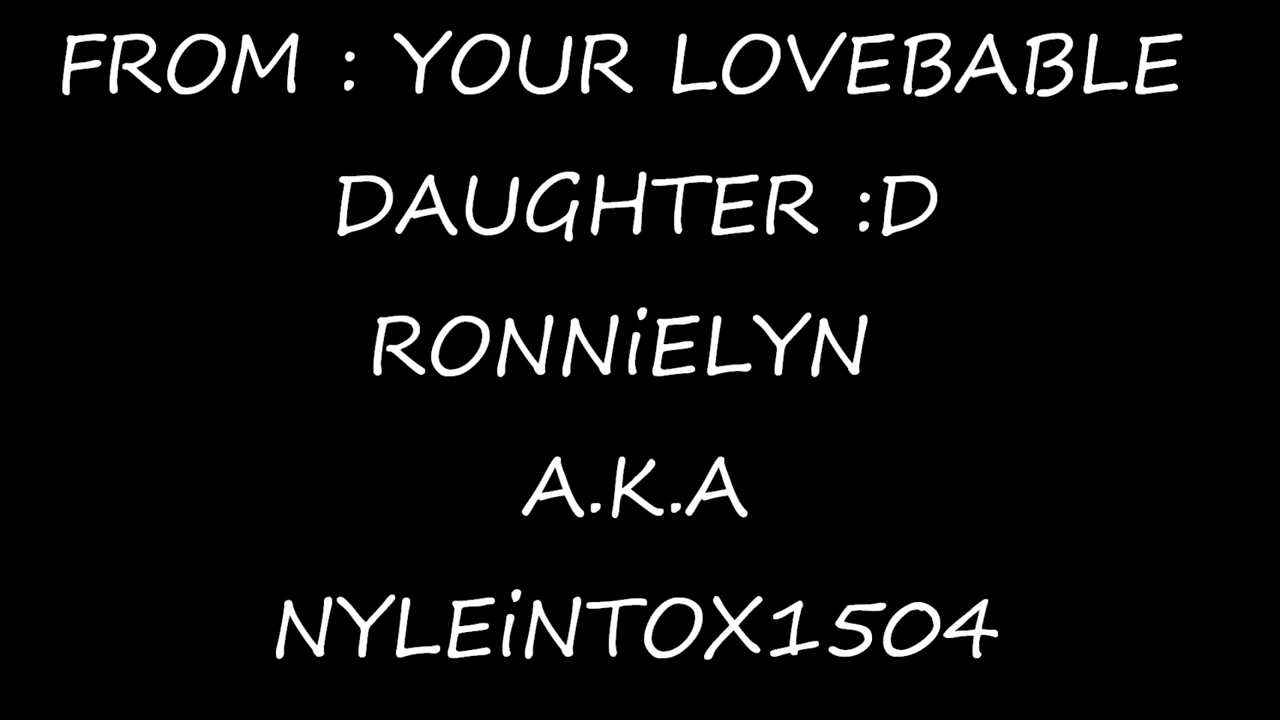 FROM : YOUR LOVEBABLE
DAUGHTER :D
RONNiELYN
A.K.A
NYLEiNTOX1504